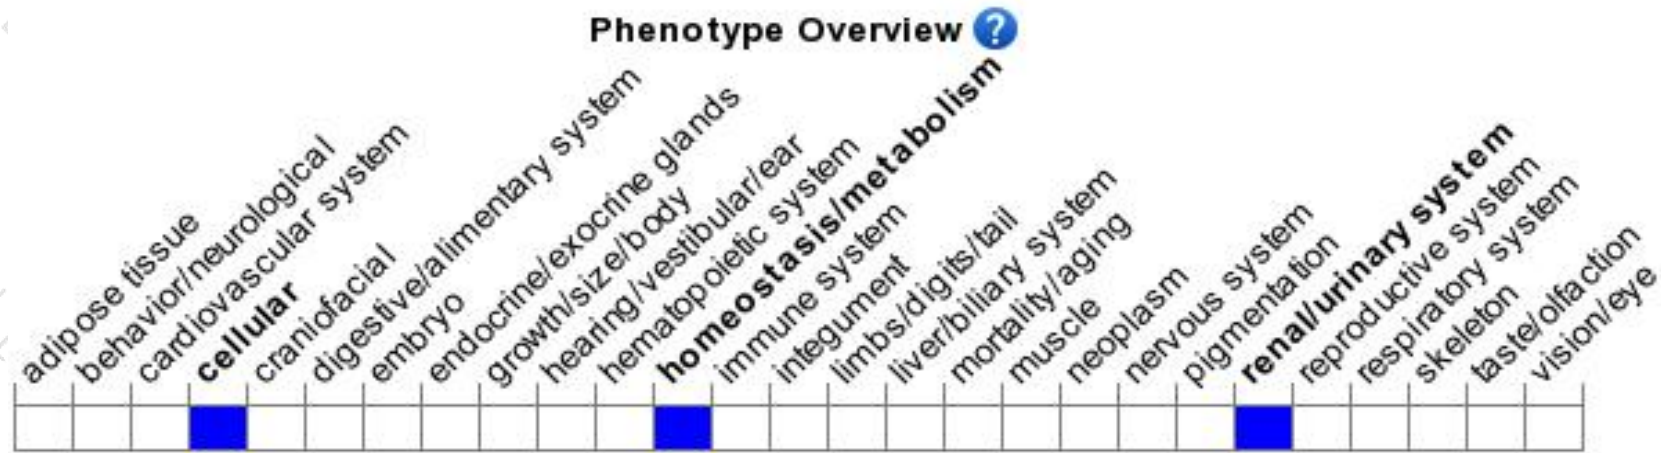 Phenotype Overview ?
adipose tissue
behavior/neurological
cardiovascular system
cellular
craniofacial
digestive/alimentary system
embryo
endocrine/exocrine glands
growth/size/body
hearing/vestibular/ear
hematopoietic system
homeostasis/metabolism
immune system
integument
limbs/digits/tail
liver/biliary system
mortality/aging
muscle
neoplasm
nervous system
pigmentation
renal/urinary system
reproductive system
respiratory system
skeleton
taste/olfaction
vision/eye